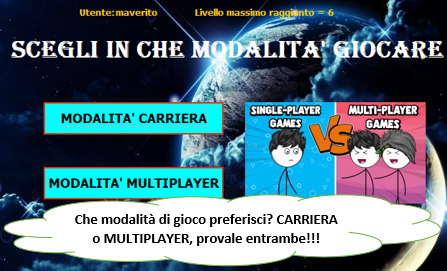 Utente:maverito Livello massimo raggiunto = 6
SCEGLI IN CHE MODALITA' GIOCARE
MODALITA' CARRIERA
SINGLE-PLAYER
GAMES
MULTI-PLAYER
GAMES
VS
MODALITA' MULTIPLAYER
Che modalità di gioco preferisci? CARRIERA
o MULTIPLAYER, provale entrambe!!!